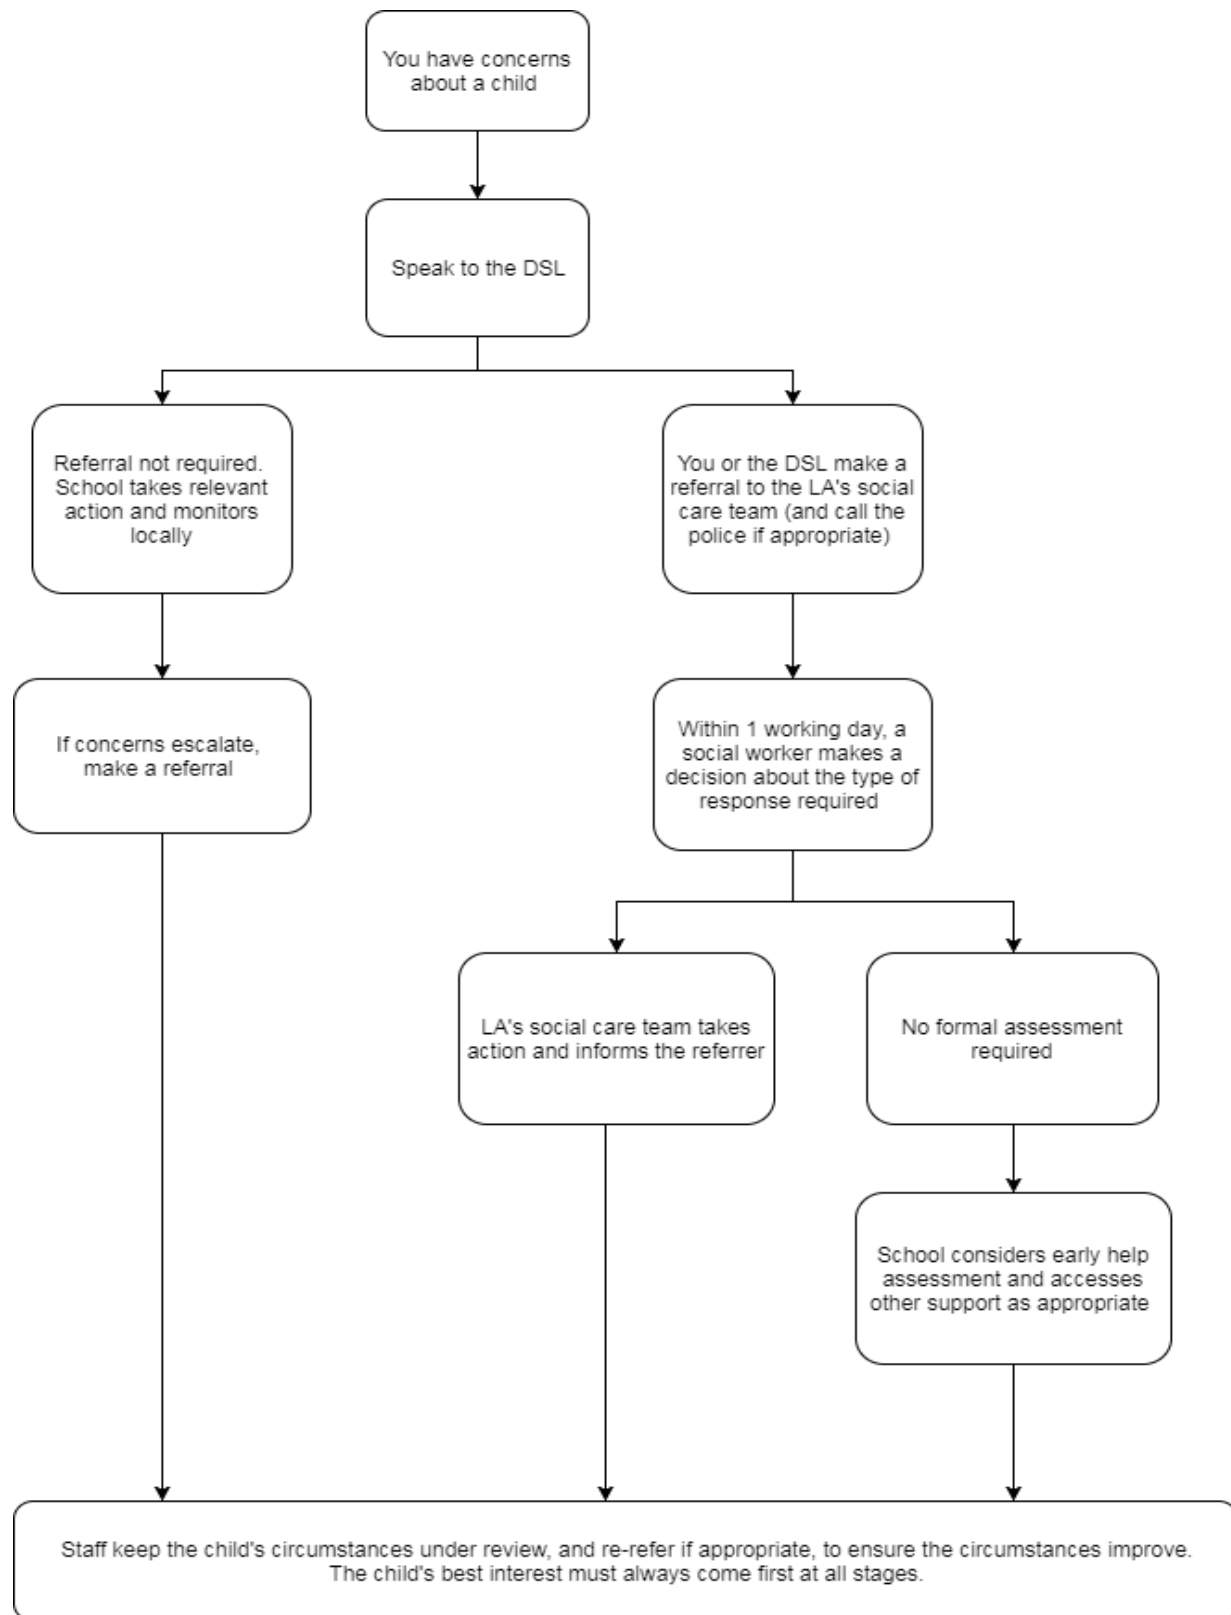 You have concerns
about a child
Speak to the DSL
Referral not required.
School takes relevant
action and monitors
locally
You or the DSL make a
referral to the LA's social
care team (and call the
police if appropriate)
If concerns escalate,
make a referral
Within 1 working day, a
social worker makes a
decision about the type of
response required
LA's social care team takes
action and informs the referrer
No formal assessment
required
School considers early help
assessment and accesses
other support as appropriate
Staff keep the child's circumstances under review, and re-refer if appropriate, to ensure the circumstances improve.
The child's best interest must always come first at all stages.